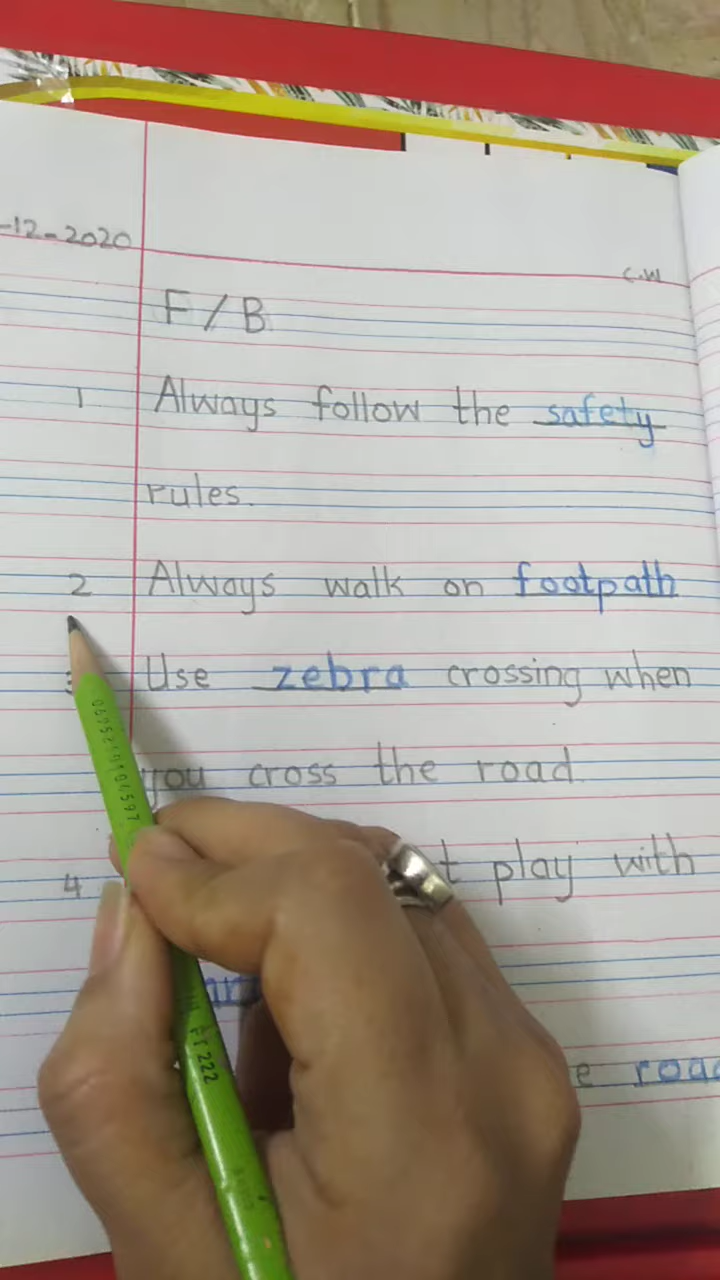 -12-2020
C.W
F/B
1 Always follow the safety
rules.
2 Always walk on footpath
Use zebra crossing when
you cross the road
4 play with
road